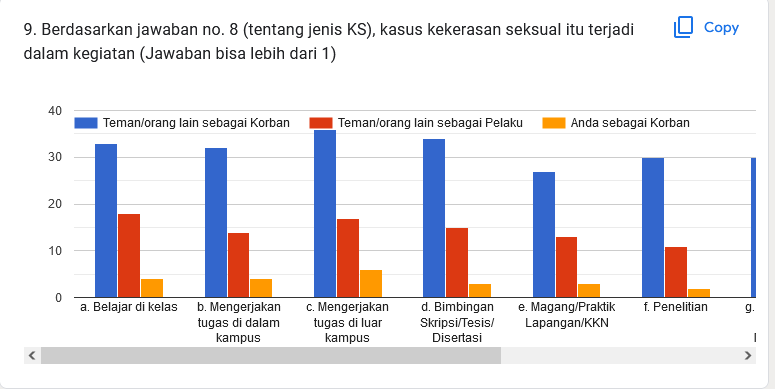 9. Berdasarkan jawaban no. 8 (tentang jenis KS), kasus kekerasan seksual itu terjadi
dalam kegiatan (Jawaban bisa lebih dari 1)
Copy
40
Teman/orang lain sebagai Korban
Teman/orang lain sebagai Pelaku
Anda sebagai Korban
30
20
10
0
a. Belajar di kelas
b. Mengerjakan
tugas di dalam
kampus
c. Mengerjakan
tugas di luar
kampus
d. Bimbingan
Skripsi/Tesis/
Disertasi
e. Magang/Praktik
Lapangan/KKN
f. Penelitian
g.